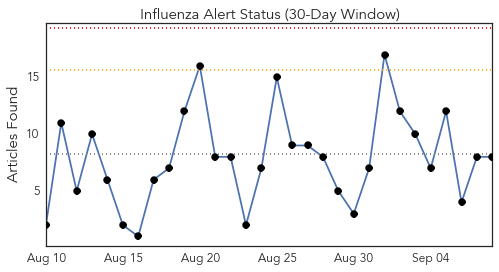 Influenza Alert Status (30-Day Window)
Articles Found
15
10
5
Aug 10 Aug 15 Aug 20 Aug 25 Aug 30 Sep 04